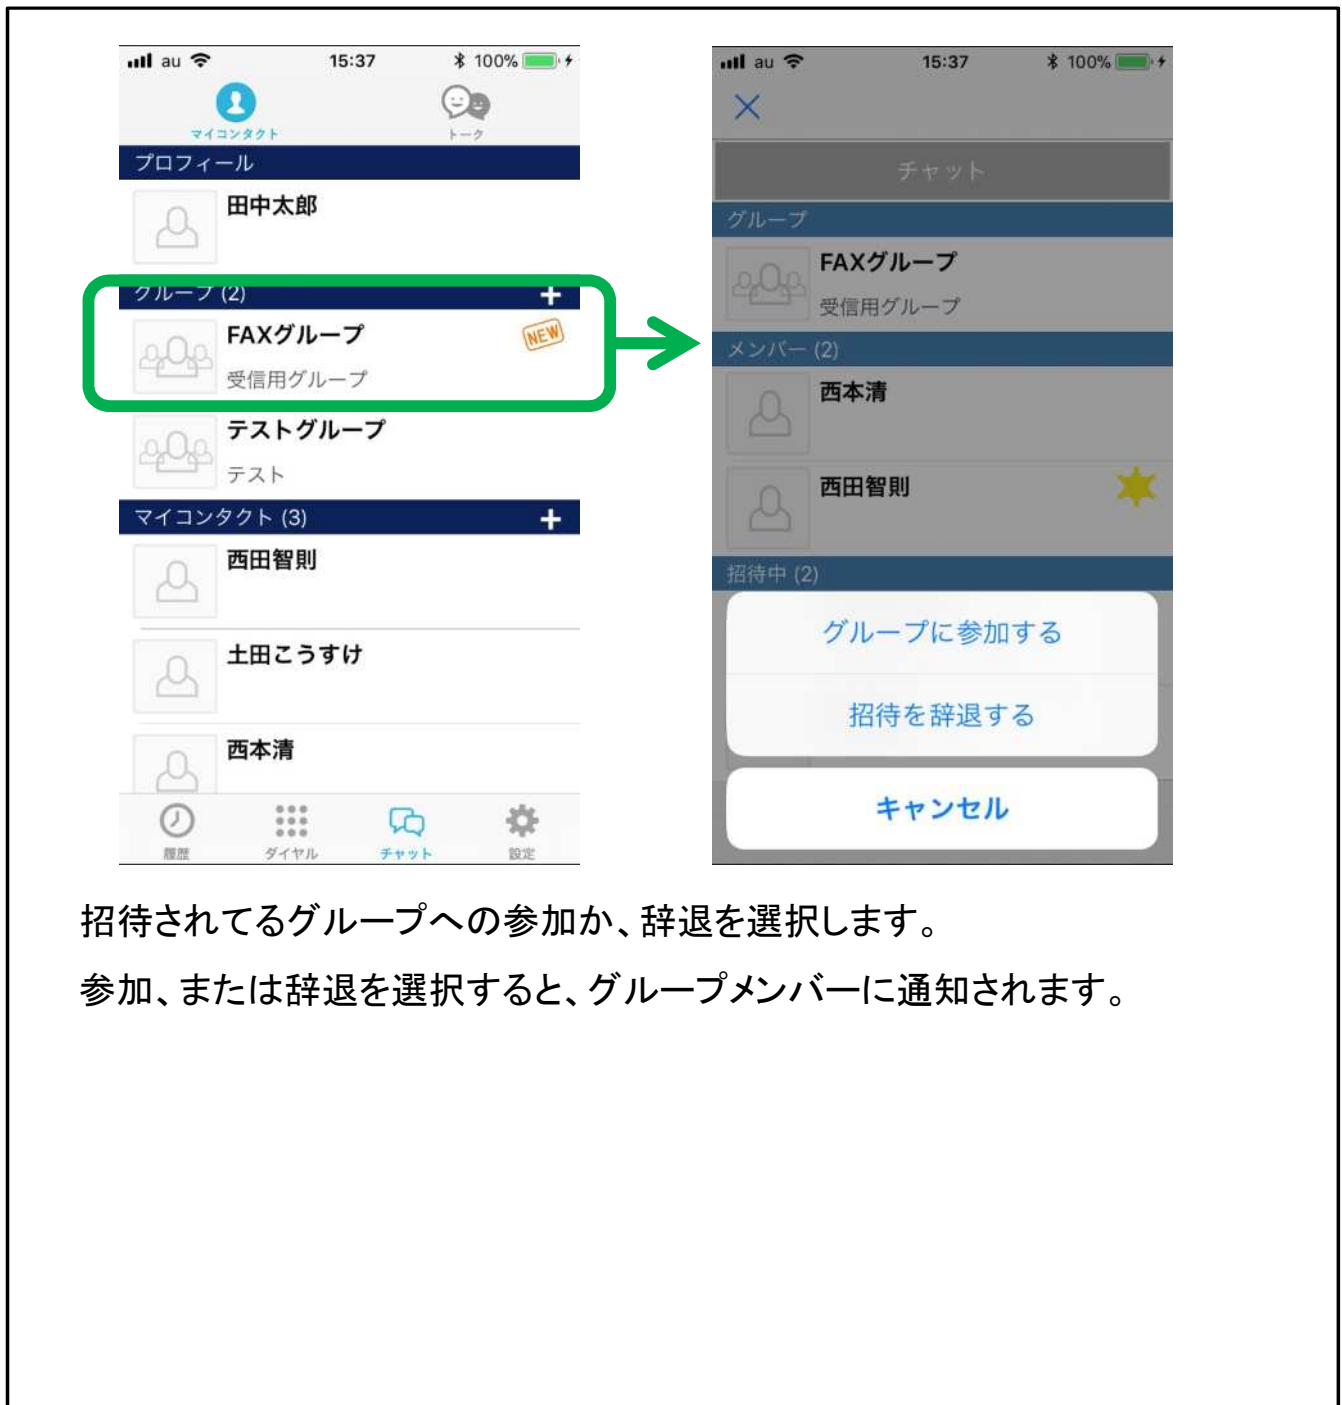 au 15:37 100%
マイコンタクト トーク
プロフィール
田中太郎
グループ (2)
FAXグループ NEW
受信用グループ
テストグループ
テスト
マイコンタクト (3)
西田智則
土田こうすけ
西本清
履歴 ダイヤル チャット 設定
au 15:37 100%
チャット
グループ
FAXグループ
受信用グループ
メンバー (2)
西本清
西田智則
招待中 (2)
グループに参加する
招待を辞退する
キャンセル
招待されてるグループへの参加か、辞退を選択します。
参加、または辞退を選択すると、グループメンバーに通知されます。